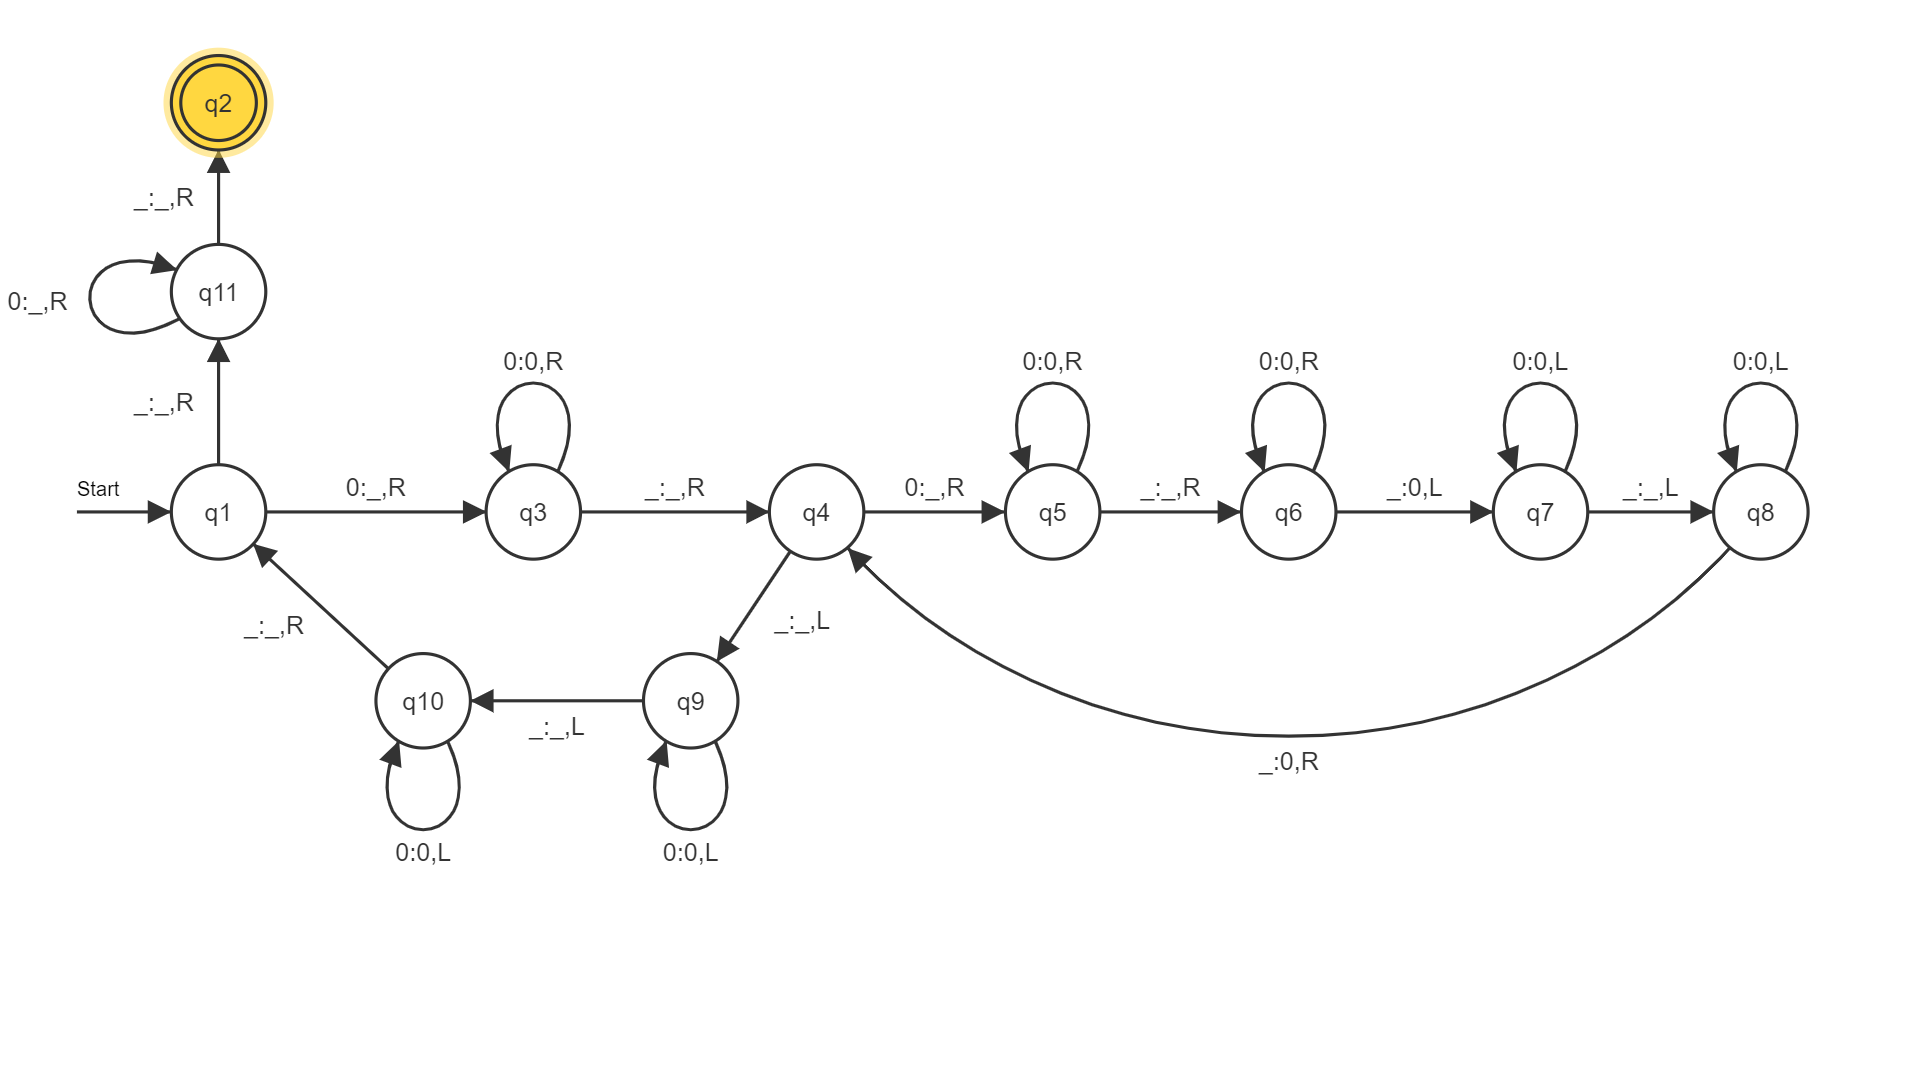 q2
_:_,R
q11
0:_,R
_:_,R
0:0,R
0:0,R
0:0,R
0:0,L
0:0,L
Start
q1
0:_,R
q3
_:_,R
q4
0:_,R
q5
_:_,R
q6
_:0,L
q7
_:_,L
q8
_:_,R
_:_,L
q10
_:_,L
q9
_:0,R
0:0,L
0:0,L